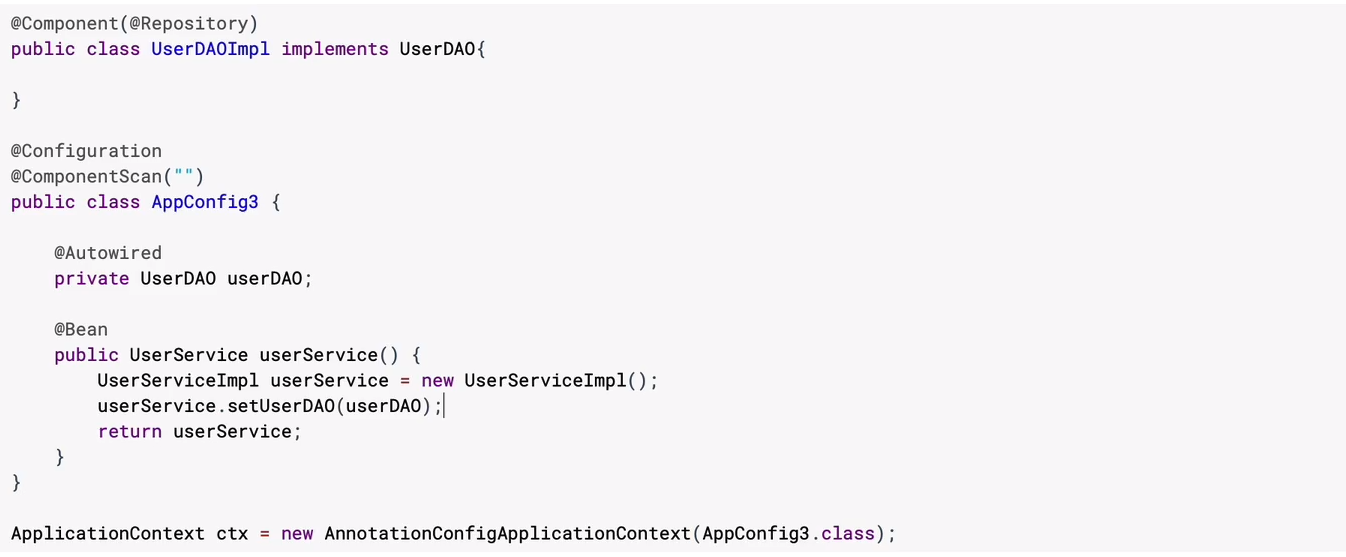 @Component(@Repository)
public class UserDAOImpl implements UserDAO{
}
@Configuration
@ComponentScan("")
public class AppConfig3 {
    @Autowired
    private UserDAO userDAO;
    @Bean
    public UserService userService() {
        UserServiceImpl userService = new UserServiceImpl();
        userService.setUserDAO(userDAO);
        return userService;
    }
}
ApplicationContext ctx = new AnnotationConfigApplicationContext(AppConfig3.class);